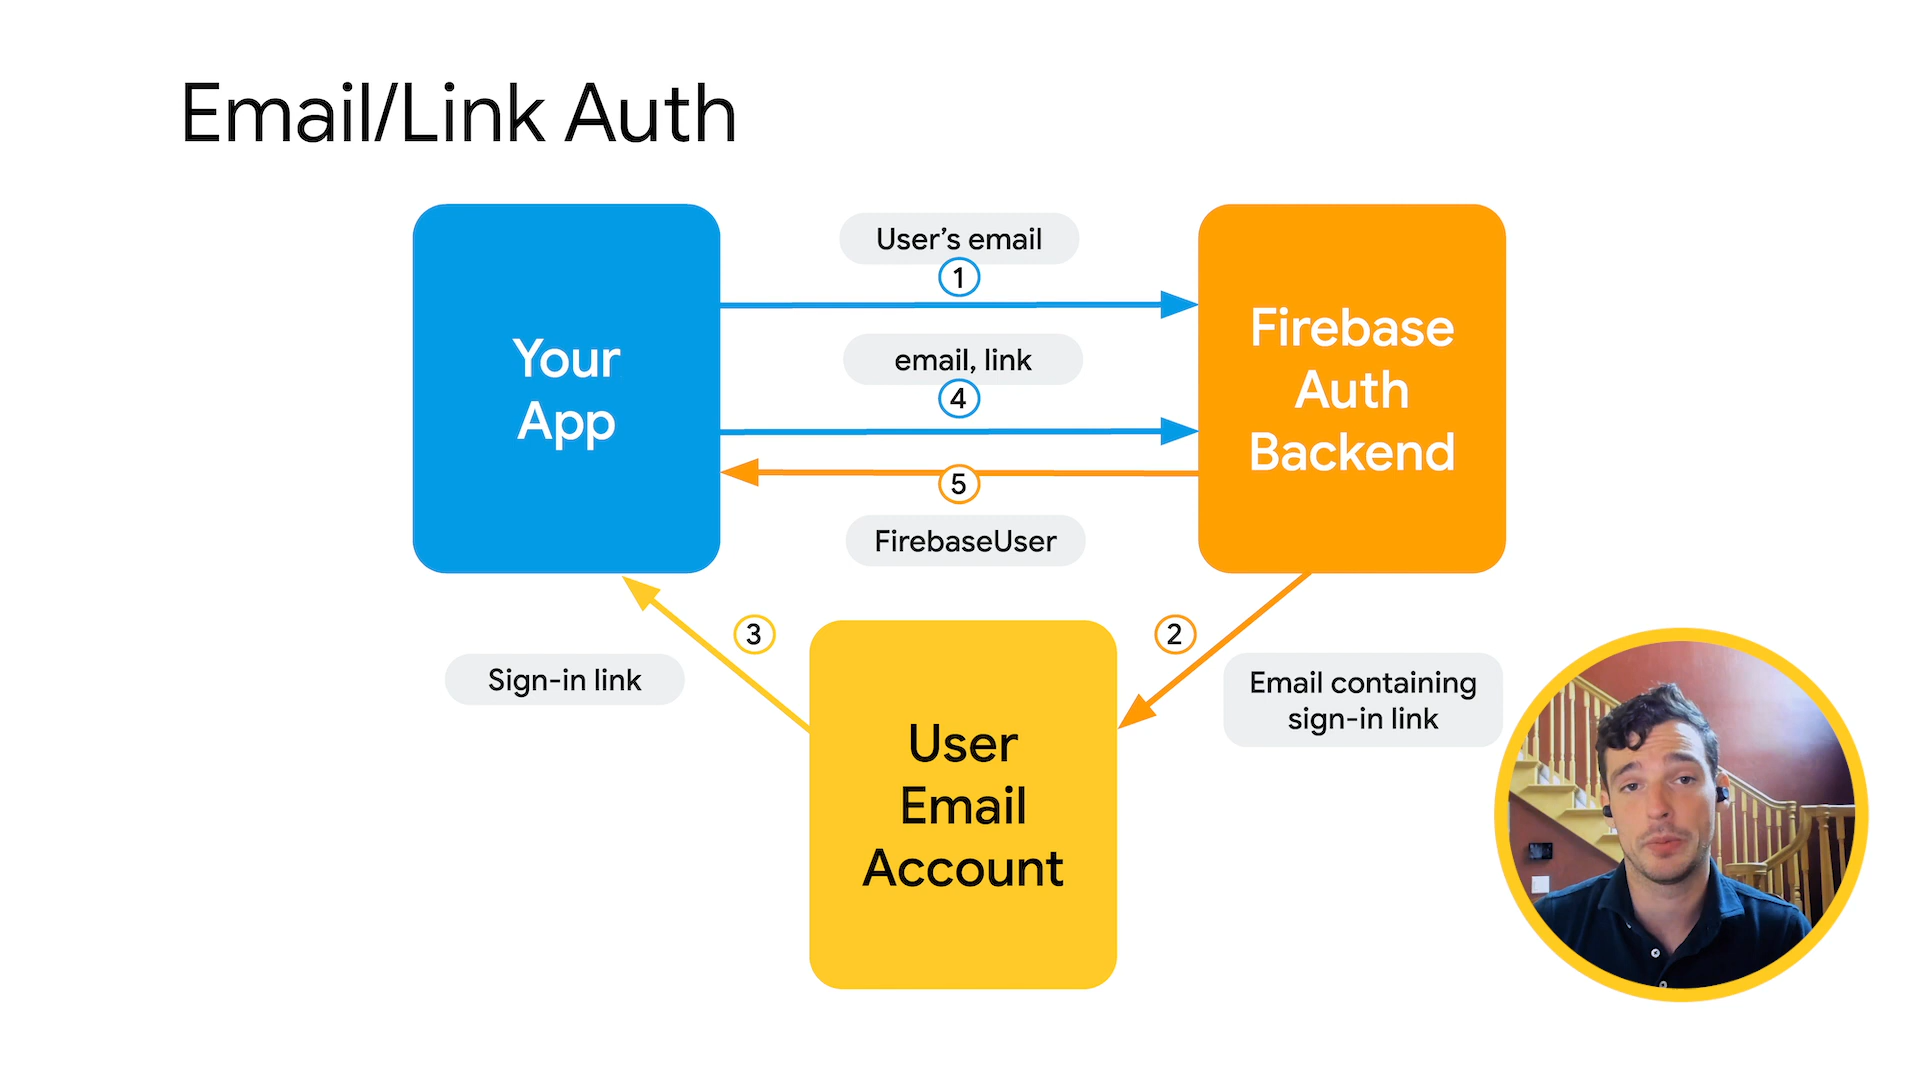 Email/Link Auth
Your
App
User’s email
1
email, link
4
5
FirebaseUser
Firebase
Auth
Backend
3
Sign-in link
2
Email containing
sign-in link
User
Email
Account